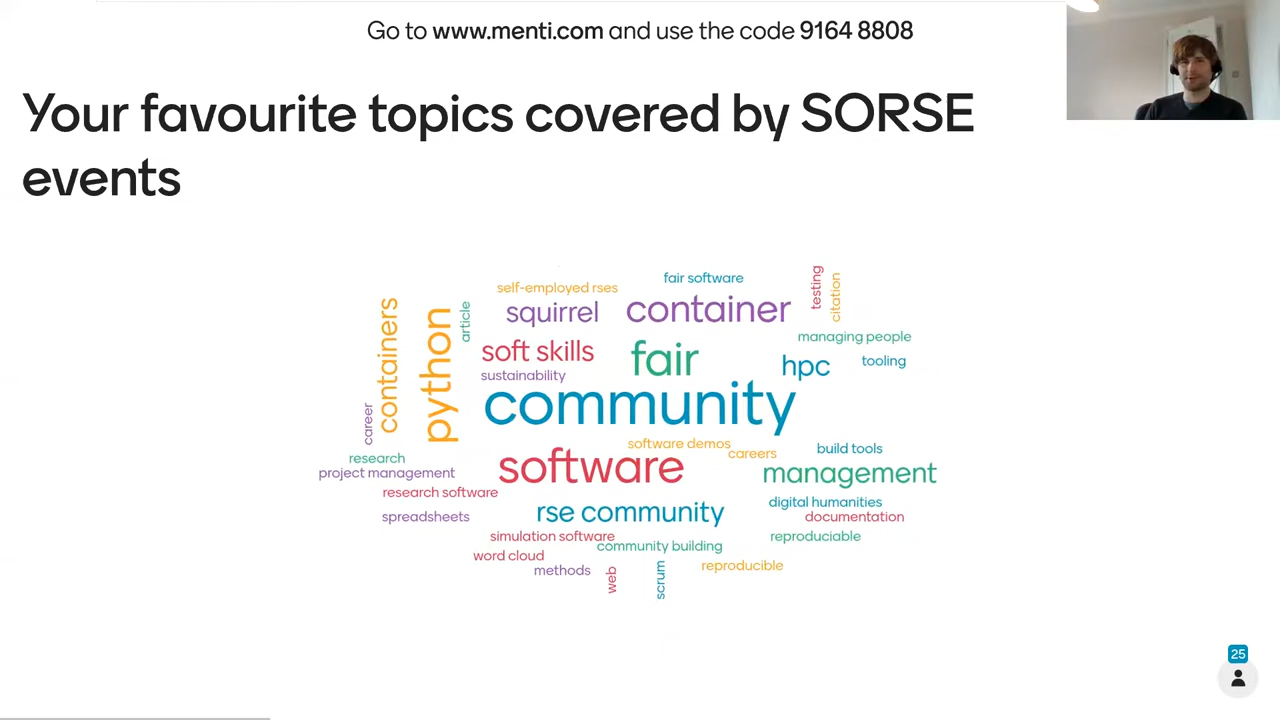 Go to www.menti.com and use the code 9164 8808
Your favourite topics covered by SORSE
events
fair software
testing
citation
self-employed rses
containers
python
article
squirrel
container
managing people
soft skills
fair
hpc
tooling
sustainability
community
career
software demos
careers
build tools
research
software
management
project management
research software
digital humanities
spreadsheets
rse community
documentation
simulation software
community building
reproduciable
word cloud
methods
web
scrum
reproducible
25